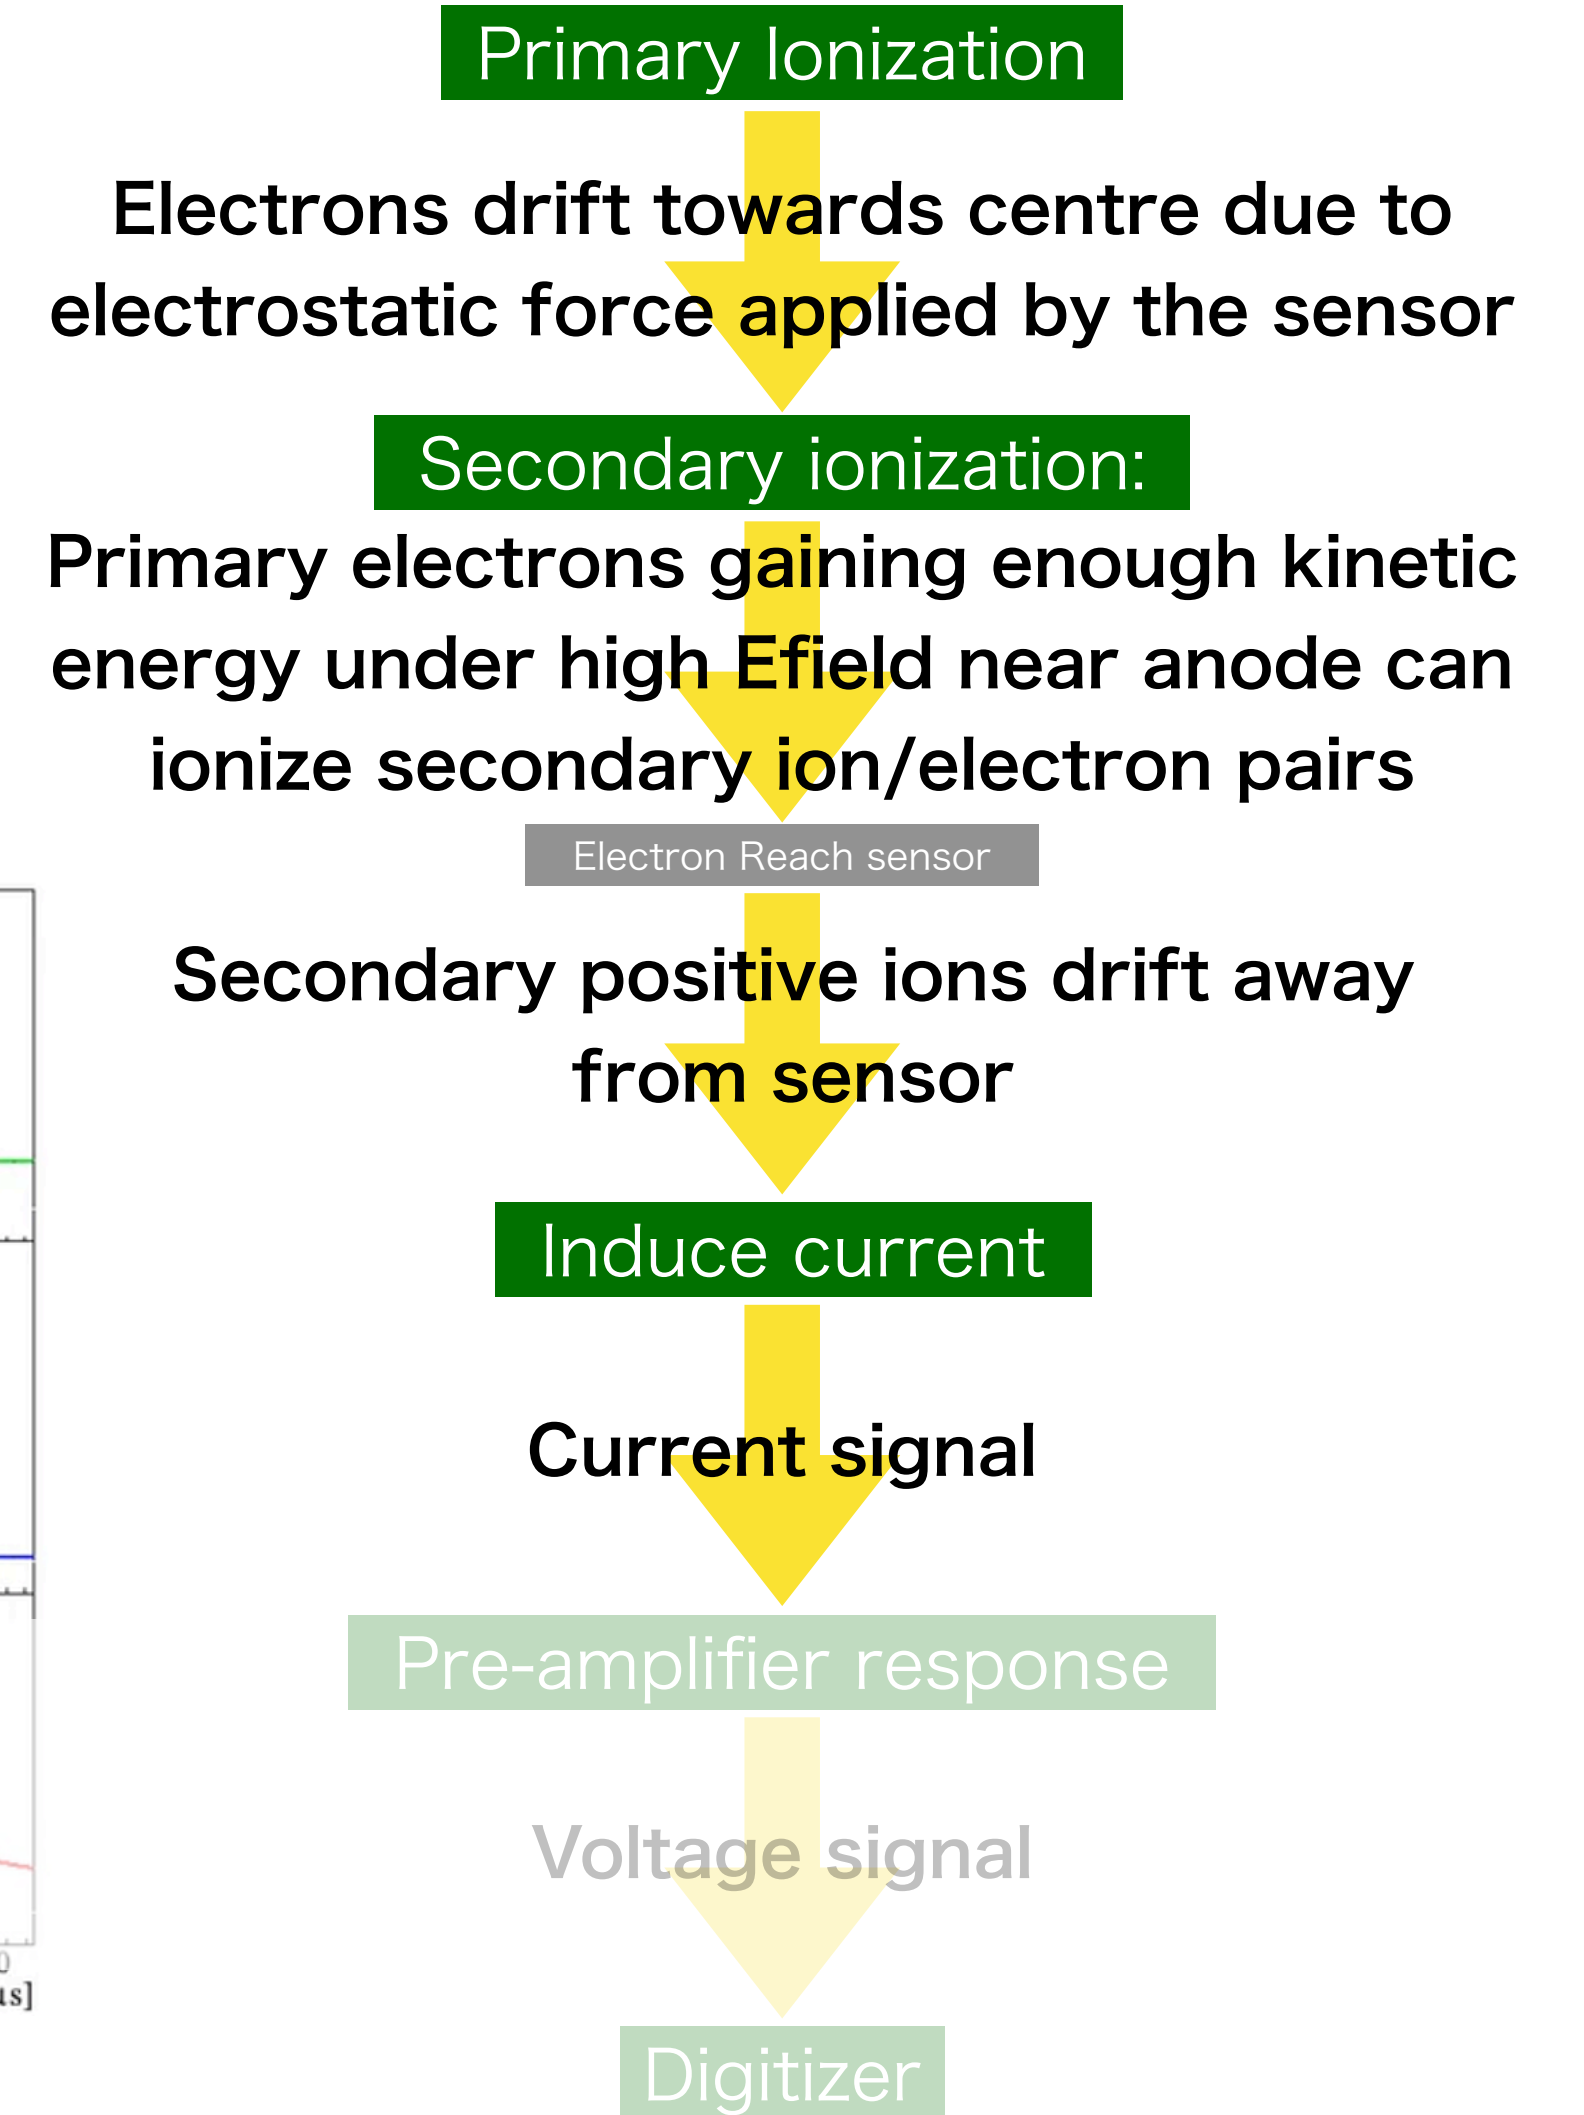 Primary Ionization
Electrons drift towards centre due to
electrostatic force applied by the sensor
Secondary ionization:
Primary electrons gaining enough kinetic
energy under high Efield near anode can
ionize secondary ion/electron pairs
Electron Reach sensor
Secondary positive ions drift away
from sensor
Induce current
Current signal
Pre-amplifier response
Voltage signal
0
µs]
Digitizer